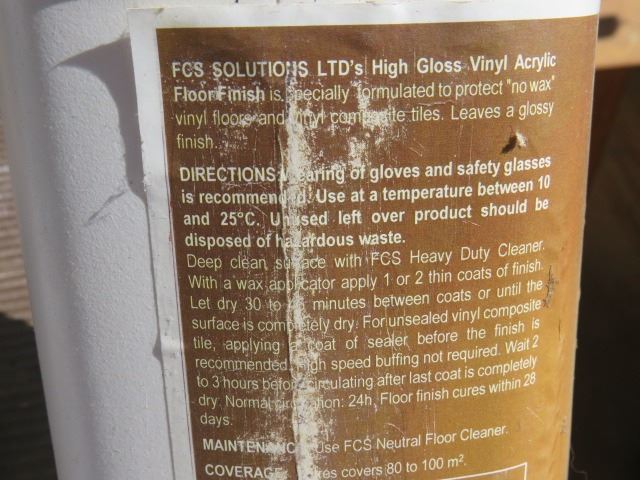 FCS SOLUTIONS LTD's High Gloss Vinyl Acrylic
Floor Finish is specially formulated to protect "no wax"
vinyl floors and vinyl composite tiles. Leaves a glossy
finish.
DIRECTIONS Wearing of gloves and safety glasses
is recommended. Use at a temperature between 10
and 25°C. Unused left over product should be
disposed of hazardous waste.
Deep clean surface with FCS Heavy Duty Cleaner.
With a wax applicator apply 1 or 2 thin coats of finish.
Let dry 30 to minutes between coats or until the
surface is completely dry. For unsealed vinyl composite
tile, applying a coat of sealer before the finish is
recommended. High speed buffing not required. Wait 2
to 3 hours before circulating after last coat is completely
dry. Normal circulation: 24h. Floor finish cures within 28
days.
MAINTENANCE Use FCS Neutral Floor Cleaner.
COVERAGE covers 80 to 100 m².